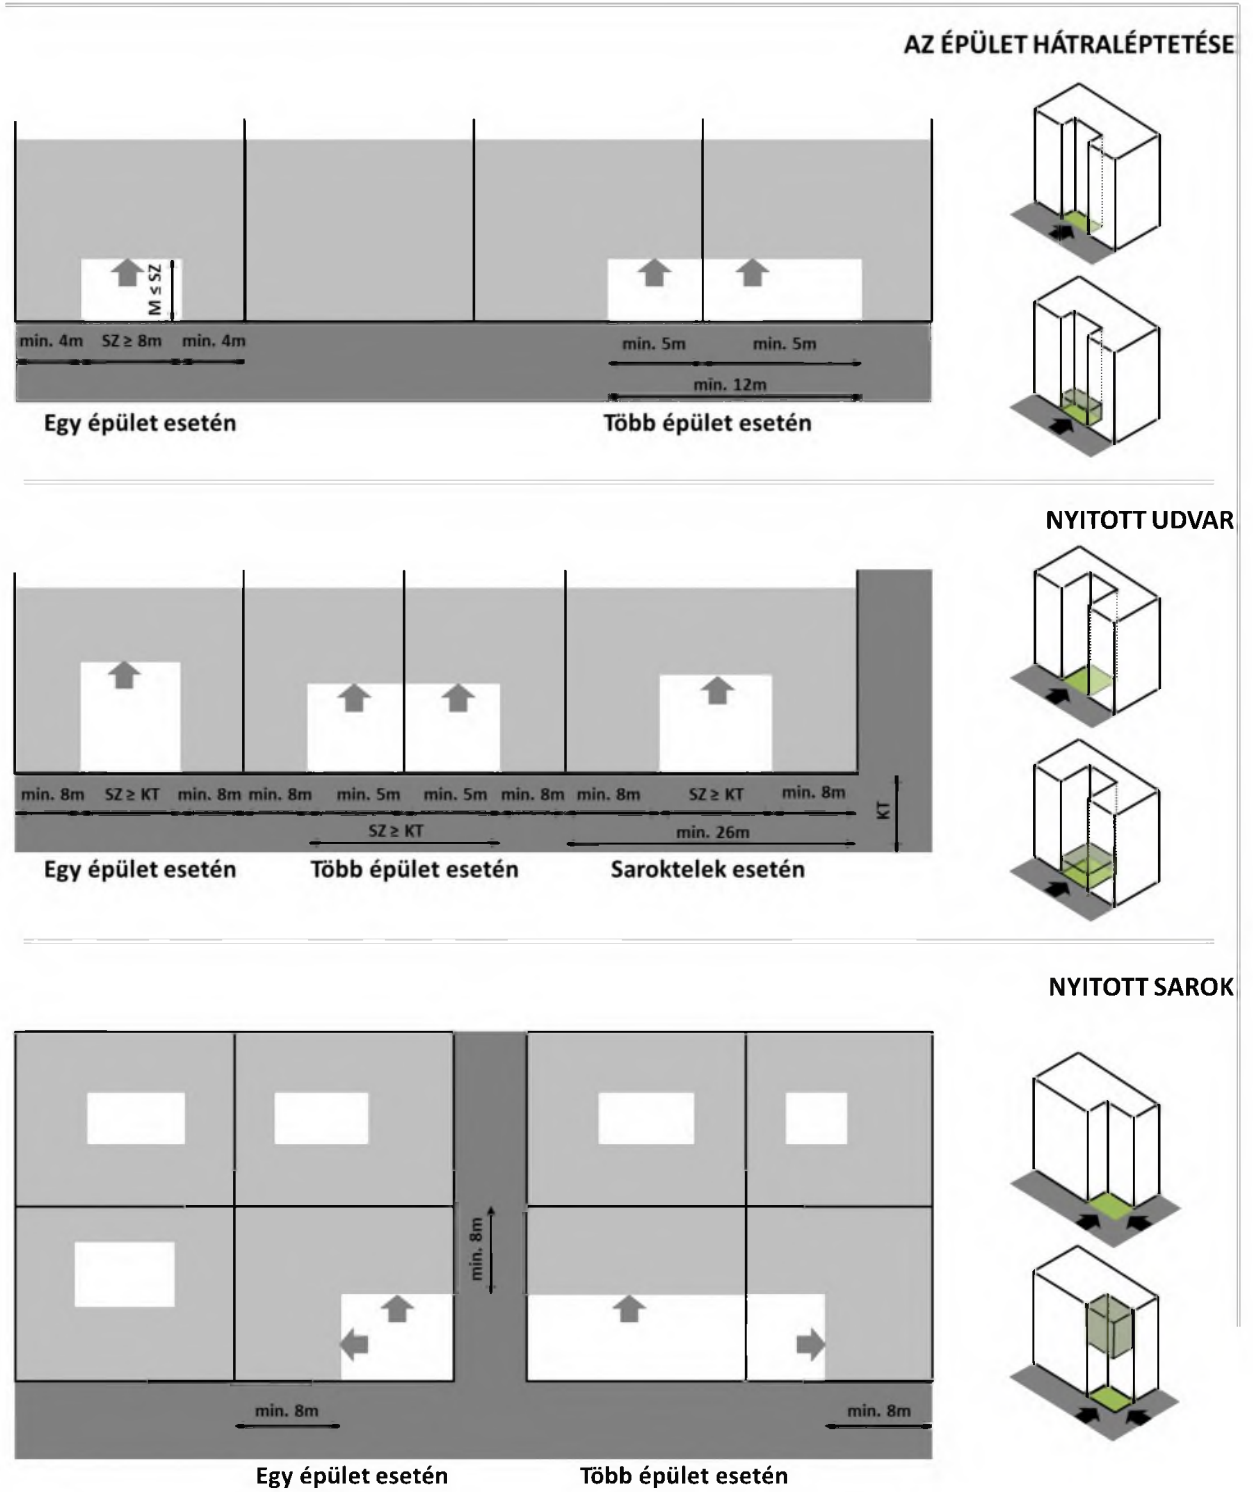 AZ ÉPÜLET HÁTRALÉPTETÉSE
M ≤ SZ
min. 4m SZ ≥ 8m min. 4m
min. 5m min. 5m
min. 12m
Egy épület esetén Több épület esetén
NYITOTT UDVAR
min. 8m SZ ≥ KT min. 8m min. 8m min. 5m min. 5m min. 8m min. 8m SZ ≥ KT min. 8m
KT
SZ ≥ KT min. 26m
Egy épület esetén Több épület esetén Saroktelek esetén
NYITOTT SAROK
min. 8m
min. 8m min. 8m
Egy épület esetén Több épület esetén